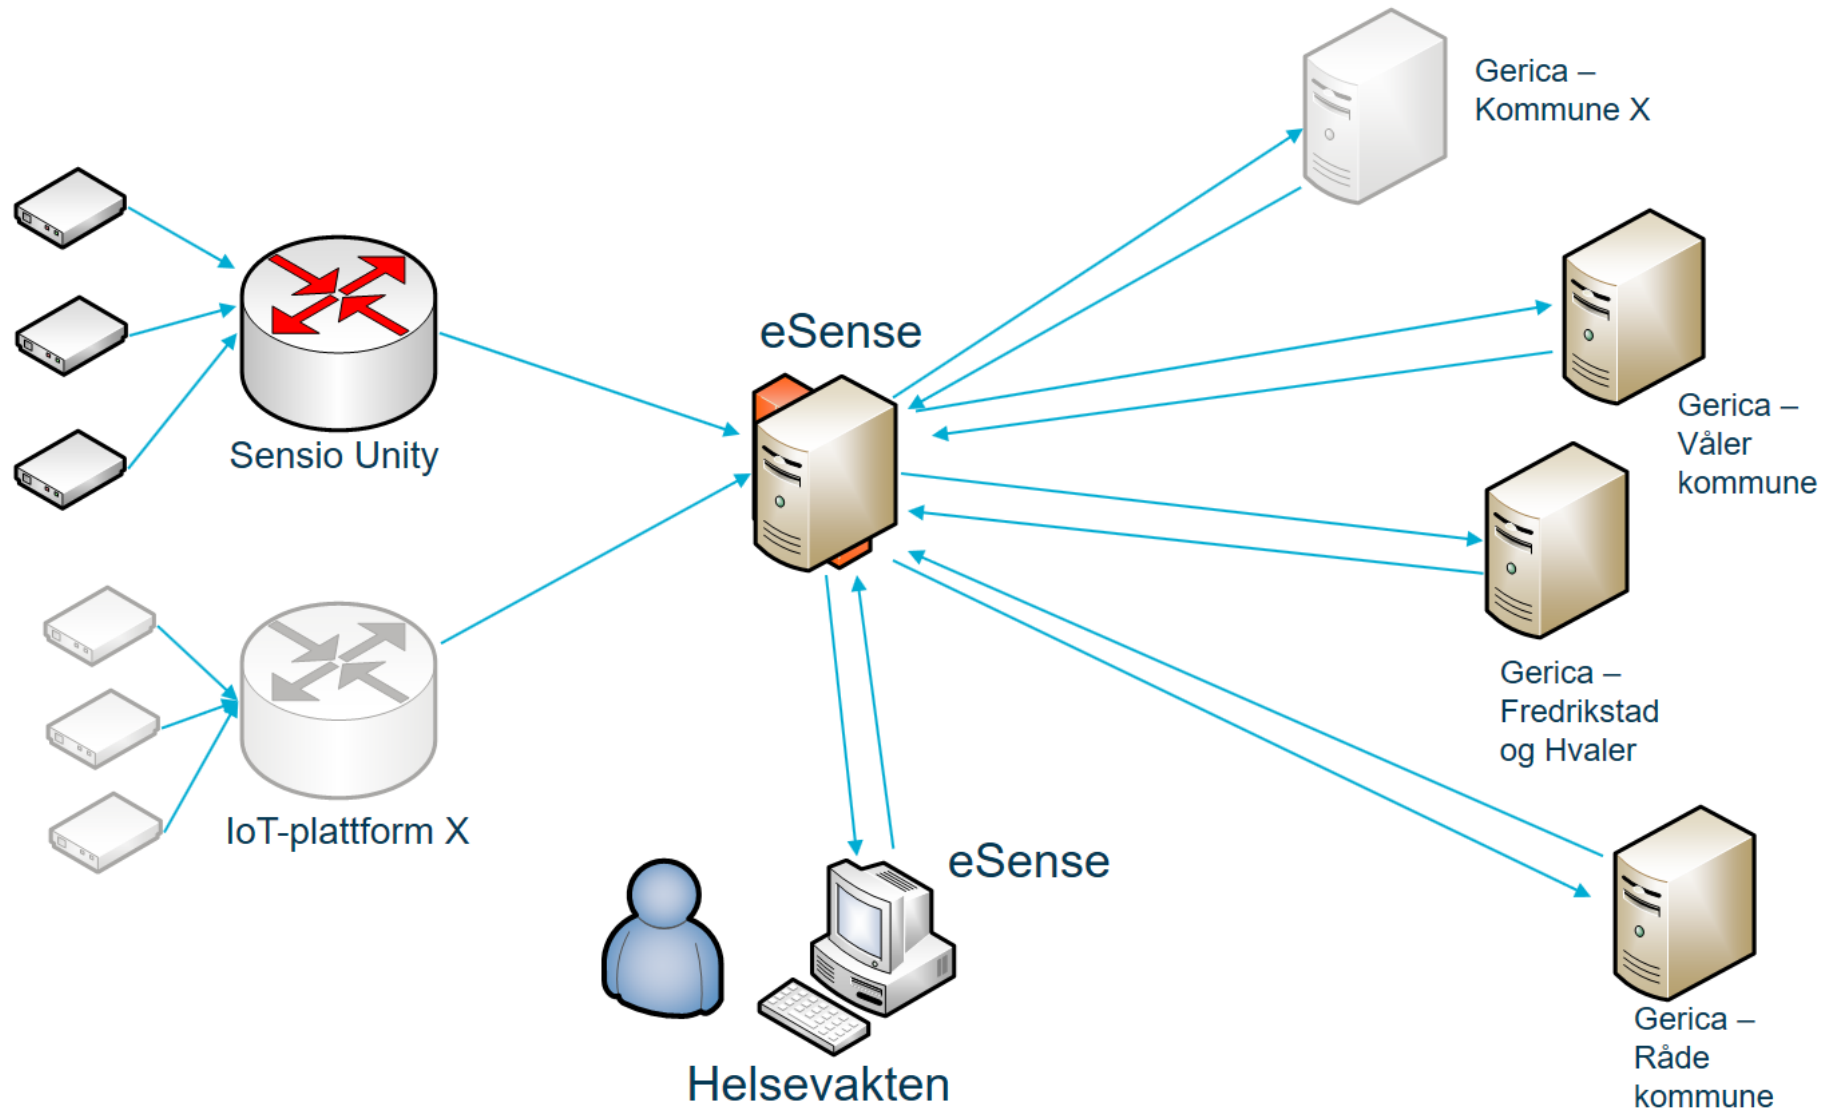 Gerica –
Kommune X
eSense
Gerica –
Våler
kommune
Sensio Unity
Gerica –
Fredrikstad
og Hvaler
IoT-plattform X
eSense
Helsevakten
Gerica –
Råde
kommune